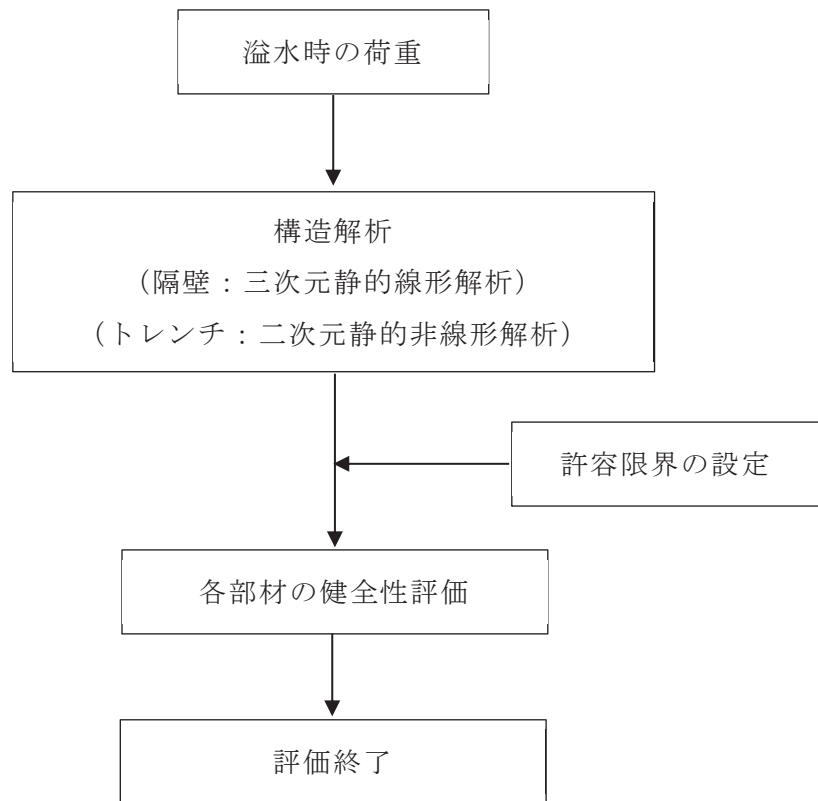 溢水時の荷重
構造解析
（隔壁：三次元静的線形解析）
（トレンチ：二次元静的非線形解析）
許容限界の設定
各部材の健全性評価
評価終了